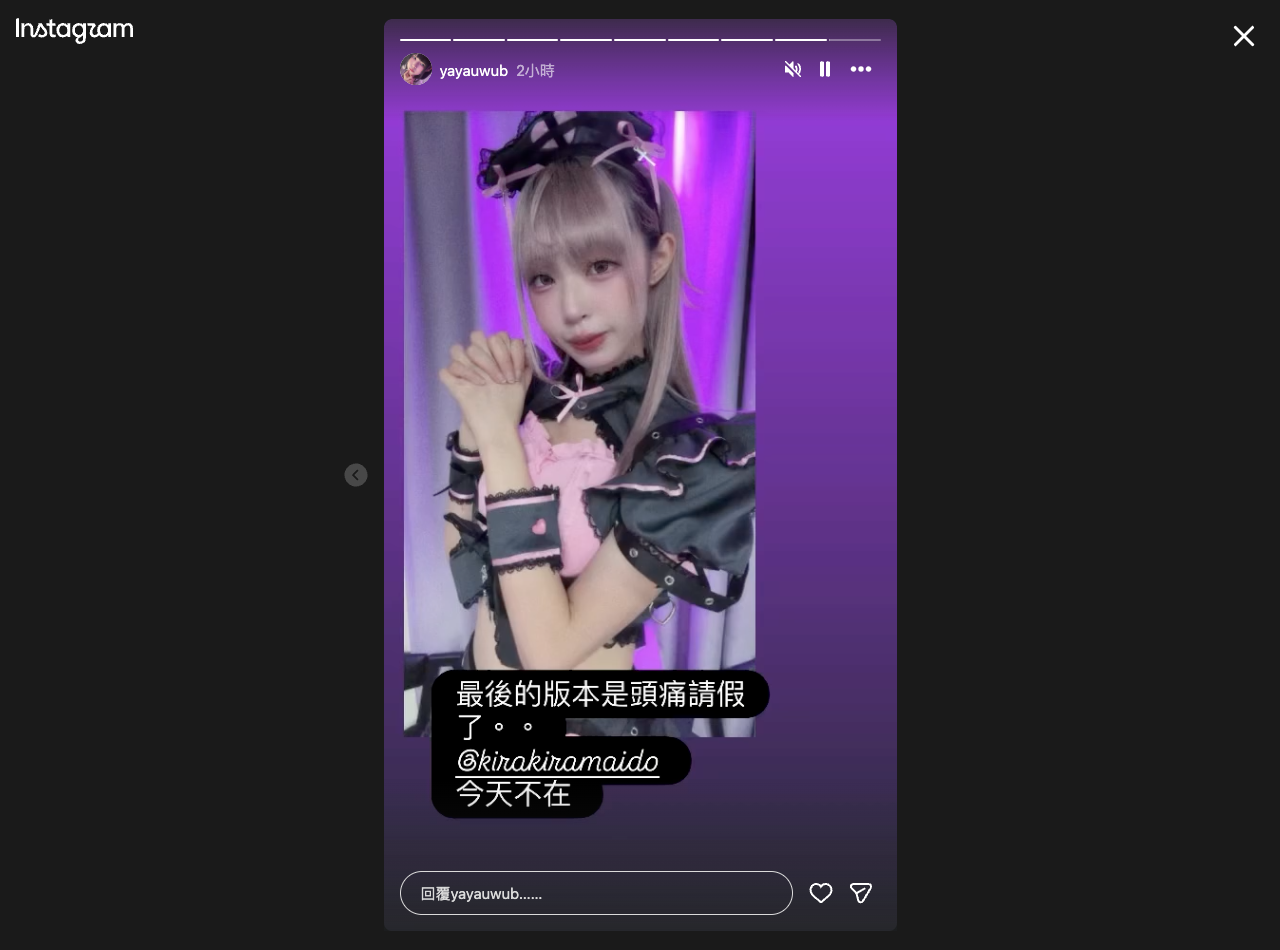 Instagram
yayauwub 2小時
最後的版本是頭痛請假
了。。
@kirakiramaido
今天不在
回覆yayauwub......